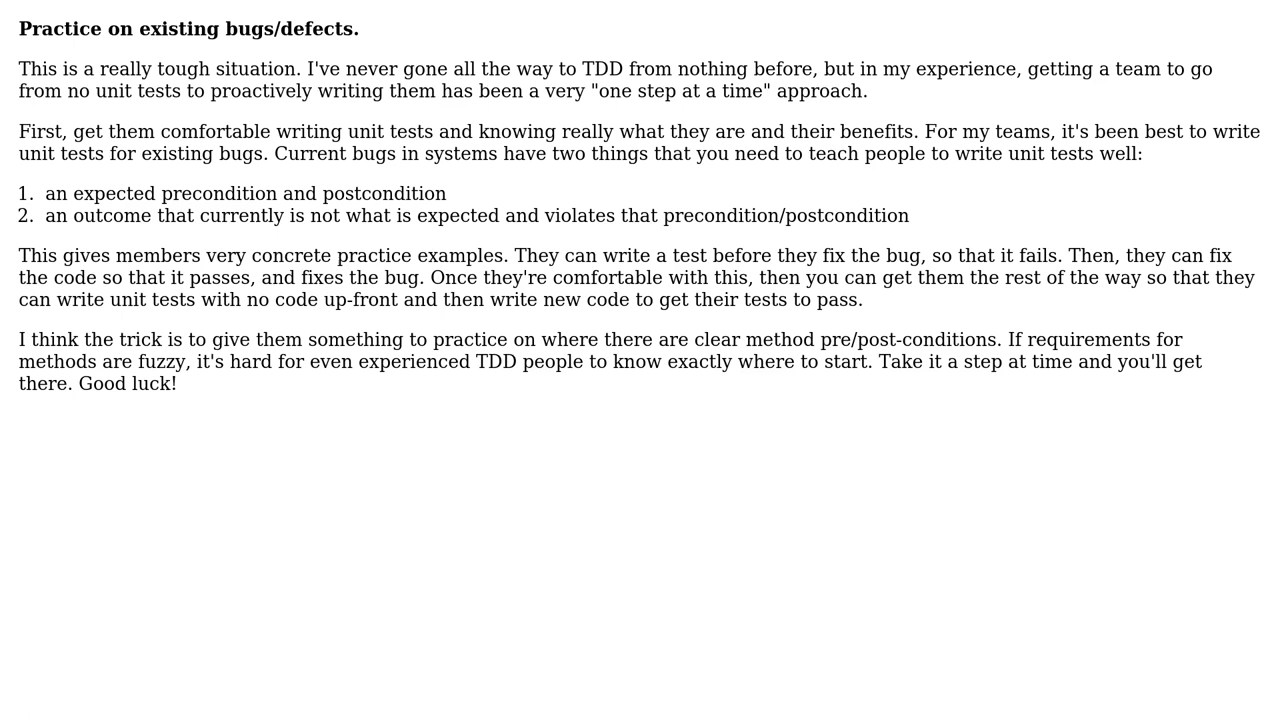 Practice on existing bugs/defects.
This is a really tough situation. I've never gone all the way to TDD from nothing before, but in my experience, getting a team to go
from no unit tests to proactively writing them has been a very "one step at a time" approach.
First, get them comfortable writing unit tests and knowing really what they are and their benefits. For my teams, it's been best to write
unit tests for existing bugs. Current bugs in systems have two things that you need to teach people to write unit tests well:
1. an expected precondition and postcondition
2. an outcome that currently is not what is expected and violates that precondition/postcondition
This gives members very concrete practice examples. They can write a test before they fix the bug, so that it fails. Then, they can fix
the code so that it passes, and fixes the bug. Once they're comfortable with this, then you can get them the rest of the way so that they
can write unit tests with no code up-front and then write new code to get their tests to pass.
I think the trick is to give them something to practice on where there are clear method pre/post-conditions. If requirements for
methods are fuzzy, it's hard for even experienced TDD people to know exactly where to start. Take it a step at time and you'll get
there. Good luck!